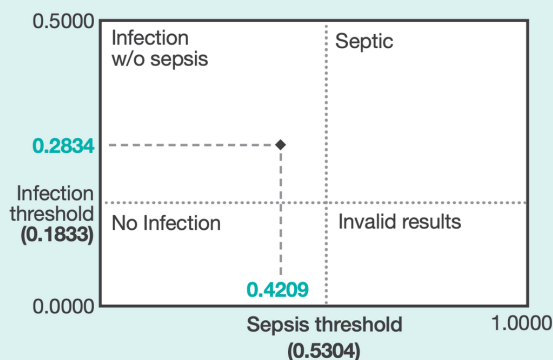 0.5000
Infection
w/o sepsis
Septic
0.2834
Infection
threshold
(0.1833)
No Infection
Invalid results
0.4209
0.0000
Sepsis threshold
(0.5304)
1.0000